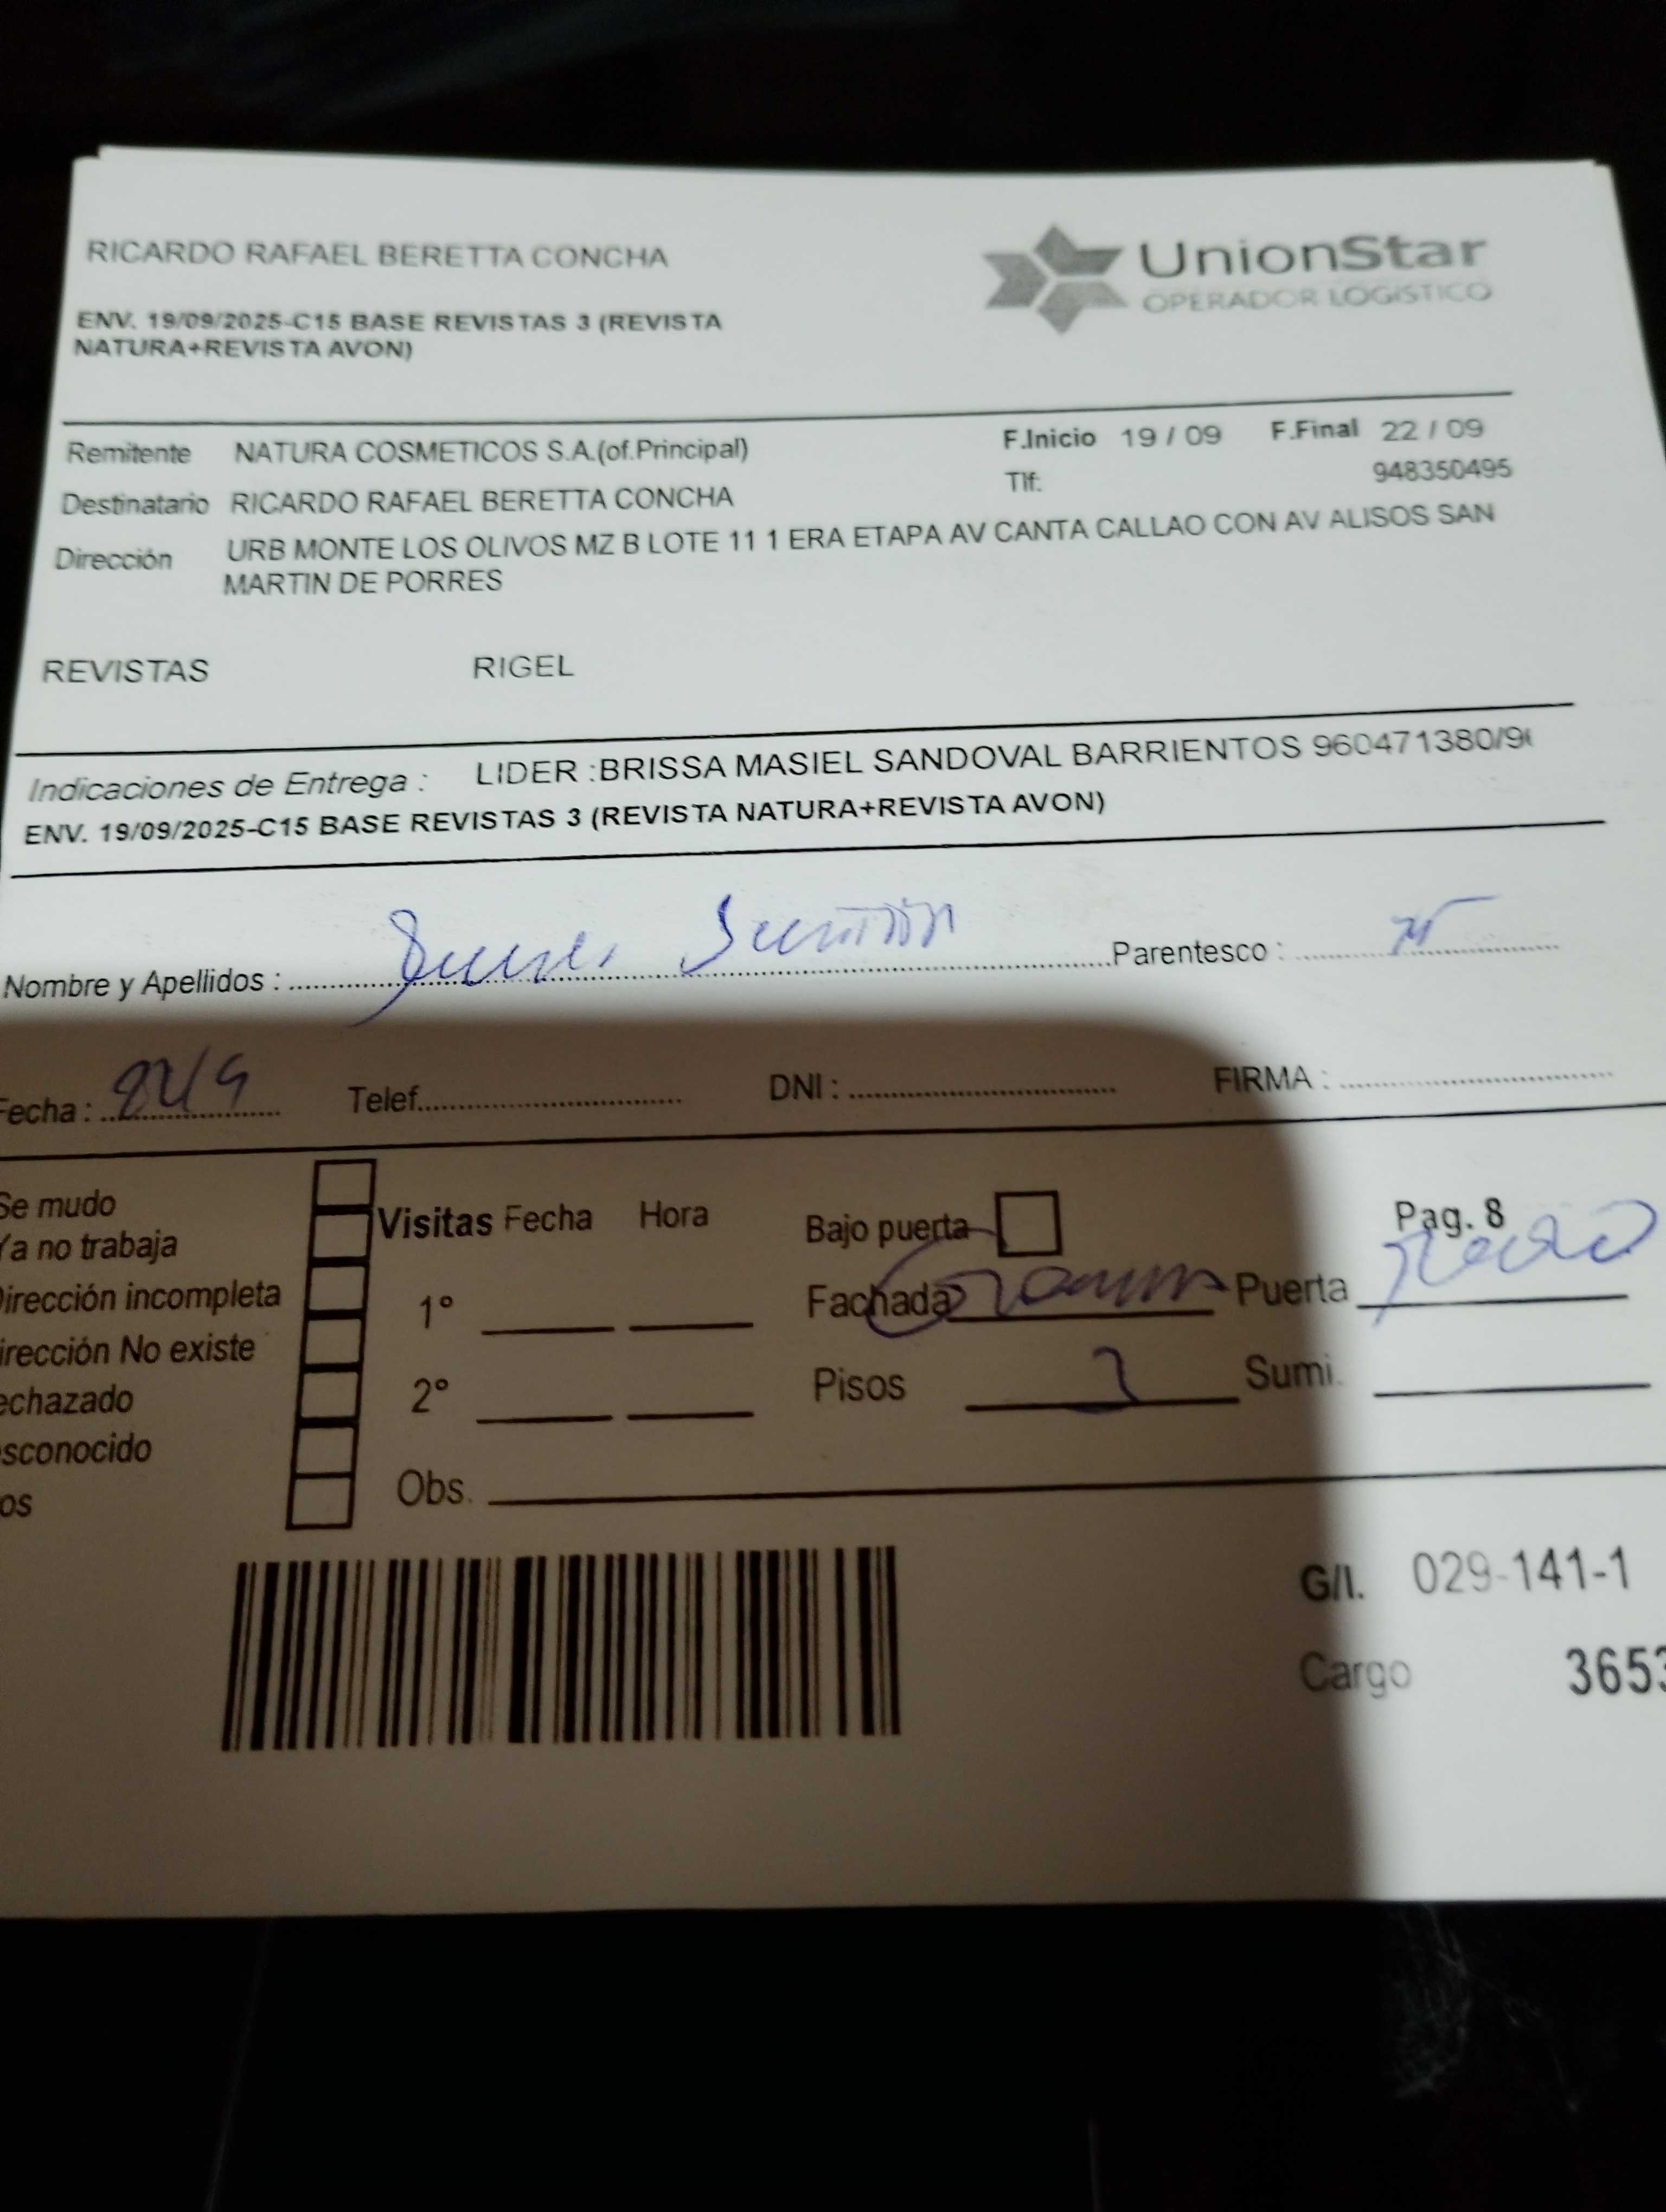 RICARDO RAFAEL BERETTA CONCHA
UnionStar
OPERADOR LOGISTICO
ENV. 19/09/2025-C15 BASE REVISTAS 3 (REVISTA
NATURA+REVISTA AVON)
Remitente NATURA COSMETICOS S.A.(of.Principal) F.Inicio 19 / 09 F.Final 22 / 09
Tlf: 948350495
Destinatario RICARDO RAFAEL BERETTA CONCHA
Dirección URB MONTE LOS OLIVOS MZ B LOTE 11 1 ERA ETAPA AV CANTA CALLAO CON AV ALISOS SAN
MARTIN DE PORRES
REVISTAS RIGEL
Indicaciones de Entrega : LIDER :BRISSA MASIEL SANDOVAL BARRIENTOS 960471380/9
ENV. 19/09/2025-C15 BASE REVISTAS 3 (REVISTA NATURA+REVISTA AVON)
Nombre y Apellidos : Parentesco :
Fecha : Telef. DNI : FIRMA :
Se mudo
Ya no trabaja
Dirección incompleta
irección No existe
echazado
sconocido
os
Visitas Fecha Hora
1°
2°
Obs.
Bajo puerta Pag. 8
Fachada Puerta
Pisos Sumi.
G/I. 029-141-1
Cargo 3653